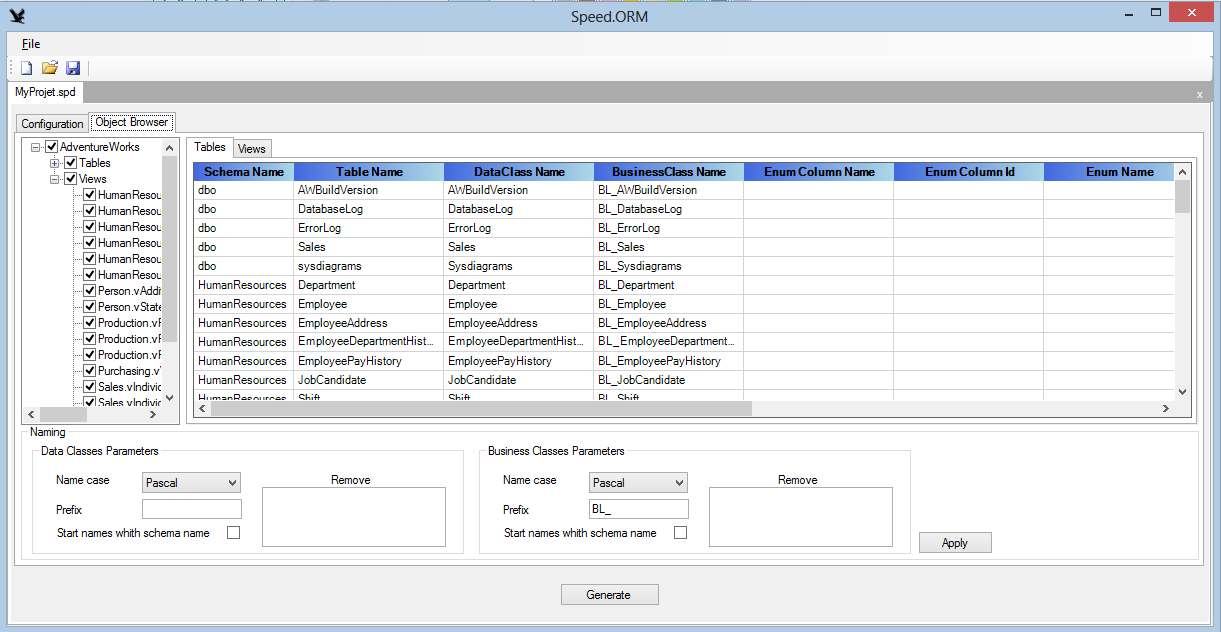 Speed.ORM
File
MyProjet.spd
x
Configuration Object Browser
AdventureWorks
Tables
Views
HumanResou
HumanResou
HumanResou
HumanResou
HumanResou
HumanResou
Person.vAddi
Person.vState
Production.vF
Production.vF
Production.vF
Purchasing.v
Sales.vIndivic
Sales.vIndivic
Tables Views
Schema Name Table Name DataClass Name BusinessClass Name Enum Column Name Enum Column Id Enum Name
dbo AWBuildVersion AWBuildVersion BL_AWBuildVersion
dbo DatabaseLog DatabaseLog BL_DatabaseLog
dbo ErrorLog ErrorLog BL_ErrorLog
dbo Sales Sales BL_Sales
dbo sysdiagrams Sysdiagrams BL_Sysdiagrams
HumanResources Department Department BL_Department
HumanResources Employee Employee BL_Employee
HumanResources EmployeeAddress EmployeeAddress BL_EmployeeAddress
HumanResources EmployeeDepartmentHist... EmployeeDepartmentHist... BL_EmployeeDepartment...
HumanResources EmployeePayHistory EmployeePayHistory BL_EmployeePayHistory
HumanResources JobCandidate JobCandidate BL_JobCandidate
HumanResources Shift Shift BL_Shift
Naming
Data Classes Parameters
Name case Pascal
Remove
Prefix
Start names whith schema name
Business Classes Parameters
Name case Pascal
Remove
Prefix BL_
Start names whith schema name
Apply
Generate